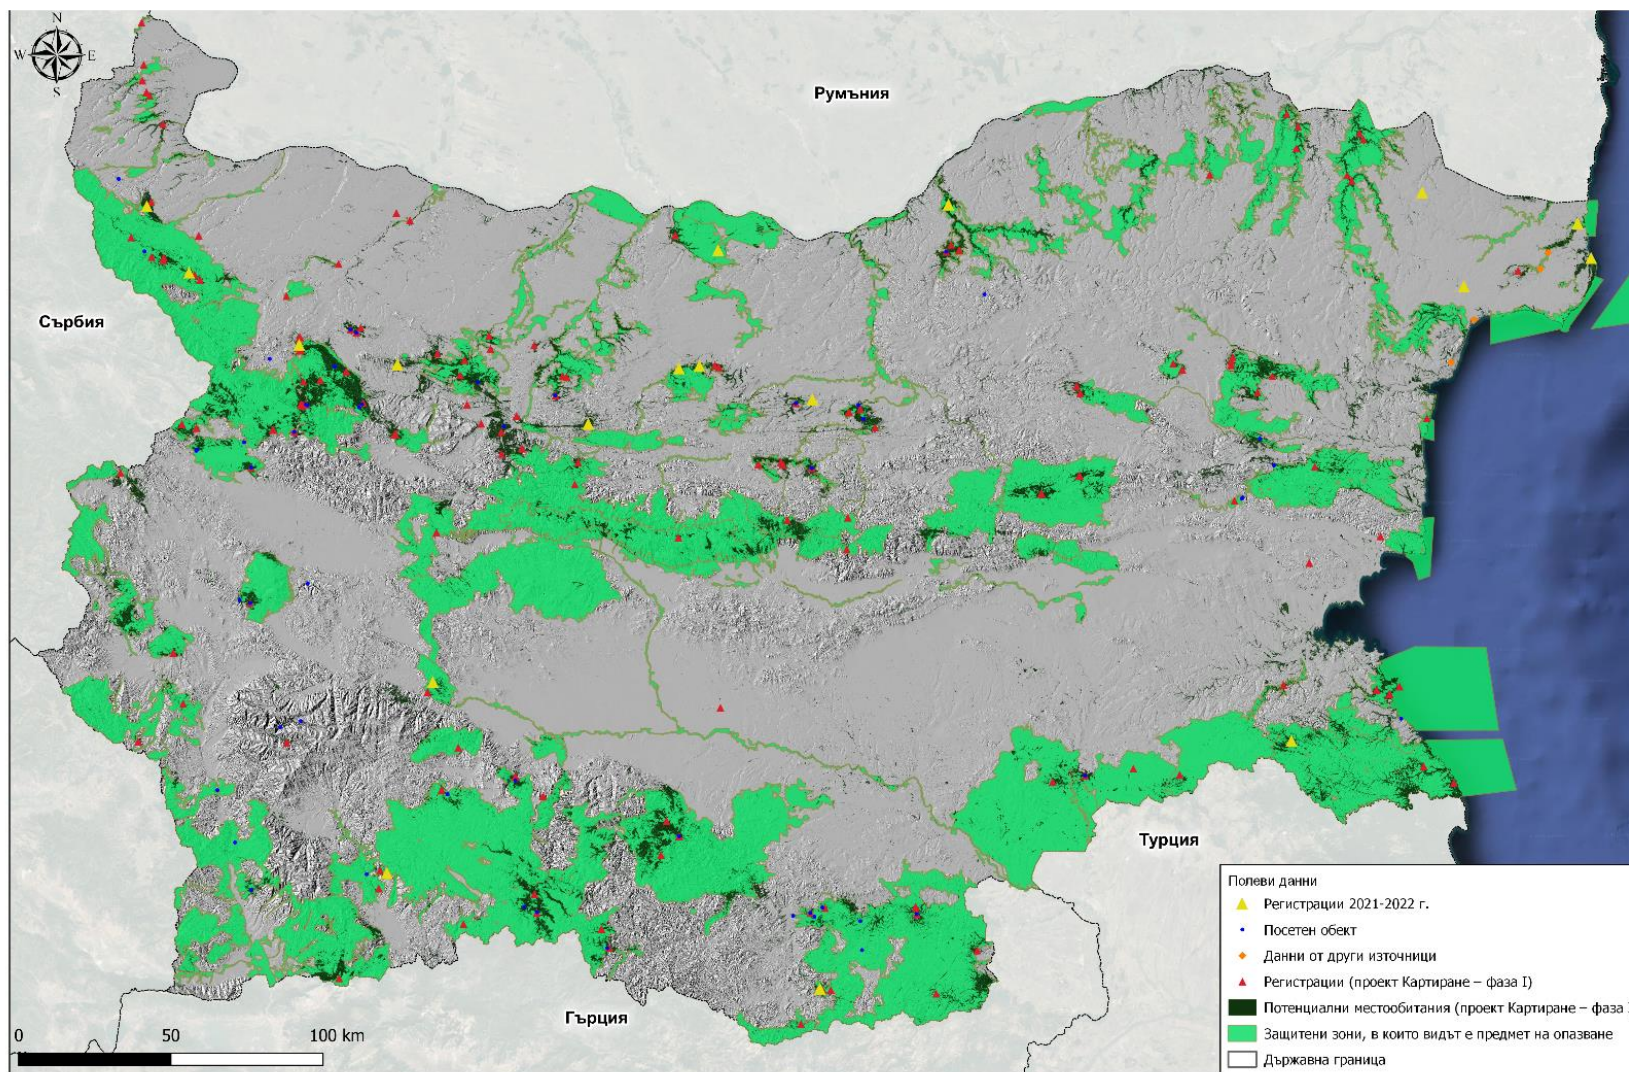 N
W E
S
Румъния
Сърбия
Турция
Гърция
0 50 100 km
Полеви данни
Регистрации 2021-2022 г.
Посетен обект
Данни от други източници
Регистрации (проект Картиране – фаза I)
Потенциални местообитания (проект Картиране – фаза
Защитени зони, в които видът е предмет на опазване
Държавна граница